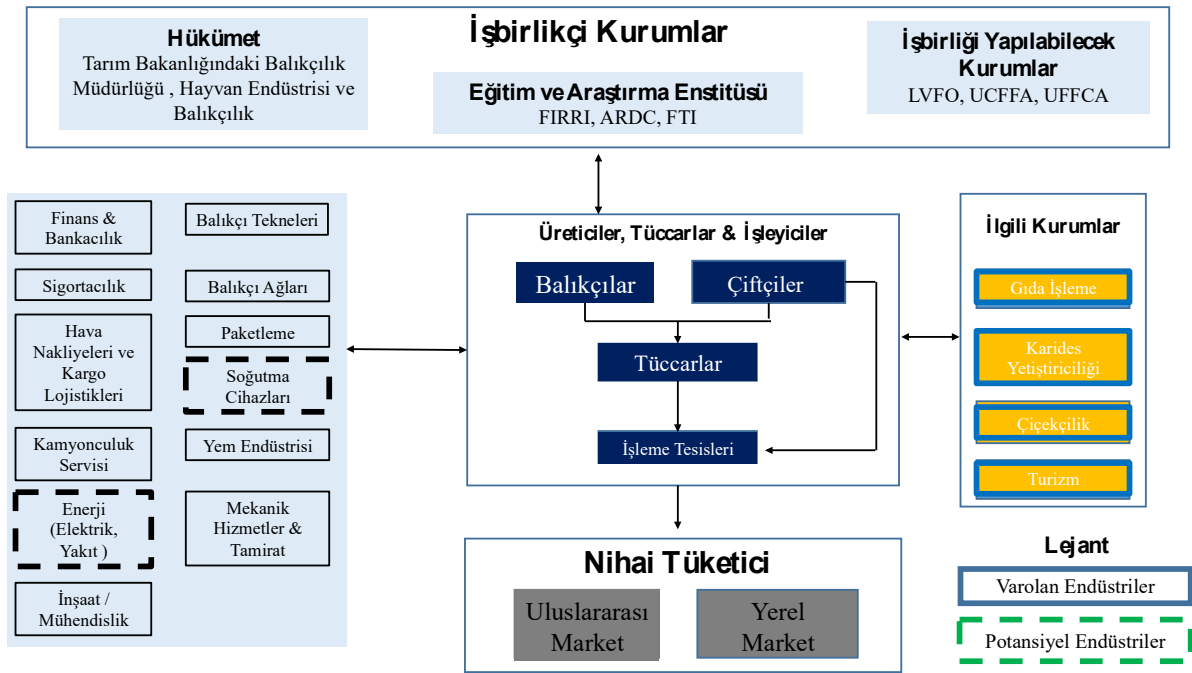 İşbirlikçi Kurumlar
Hükümet
Tarım Bakanlığındaki Balıkçılık
Müdürlüğü , Hayvan Endüstrisi ve
Balıkçılık
Eğitim ve Araştırma Enstitüsü
FIRRI, ARDC, FTI
İşbirliği Yapılabilecek
Kurumlar
LVFO, UCFFA, UFFCA
Finans &
Bankacılık
Sigortacılık
Hava
Nakliyeleri ve
Kargo
Lojistikleri
Kamyonculuk
Servisi
Enerji
(Elektrik,
Yakıt )
İnşaat /
Mühendislik
Balıkçı Tekneleri
Balıkçı Ağları
Paketleme
Soğutma
Cihazları
Yem Endüstrisi
Mekanik
Hizmetler &
Tamirat
Üreticiler, Tüccarlar & İşleyiciler
Balıkçılar
Çiftçiler
Tüccarlar
İşleme Tesisleri
Nihai Tüketici
Uluslararası
Market
Yerel
Market
İlgili Kurumlar
Gıda İşleme
Karides
Yetiştiriciliği
Çiçekçilik
Turizm
Lejant
Varolan Endüstriler
Potansiyel Endüstriler